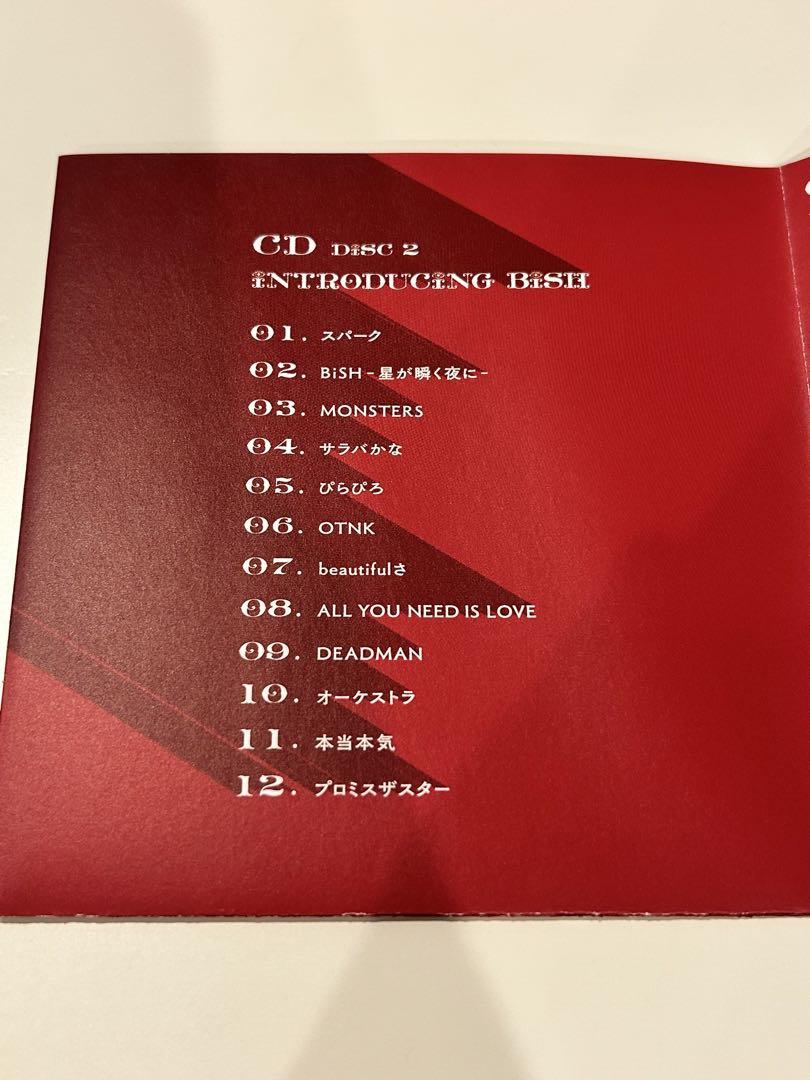 CD DiSC 2
iNTRODUCiNG BiSH
01. スパーク
02. BiSH -星が瞬く夜に-
03. MONSTERS
04. サラバかな
05. ぴらぴろ
06. OTNK
07. beautifulさ
08. ALL YOU NEED IS LOVE
09. DEADMAN
10. オーケストラ
11. 本当本気
12. プロミスザスター